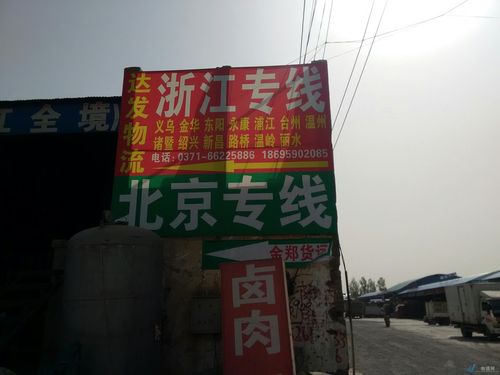 达发物流
浙江专线
义乌 金华 东阳 永康 浦江 台州 温州
诸暨 绍兴 新昌 路桥 温岭 丽水
电话：0371-66225886 18695902085
北京专线
江全境
金郑货运
卤肉